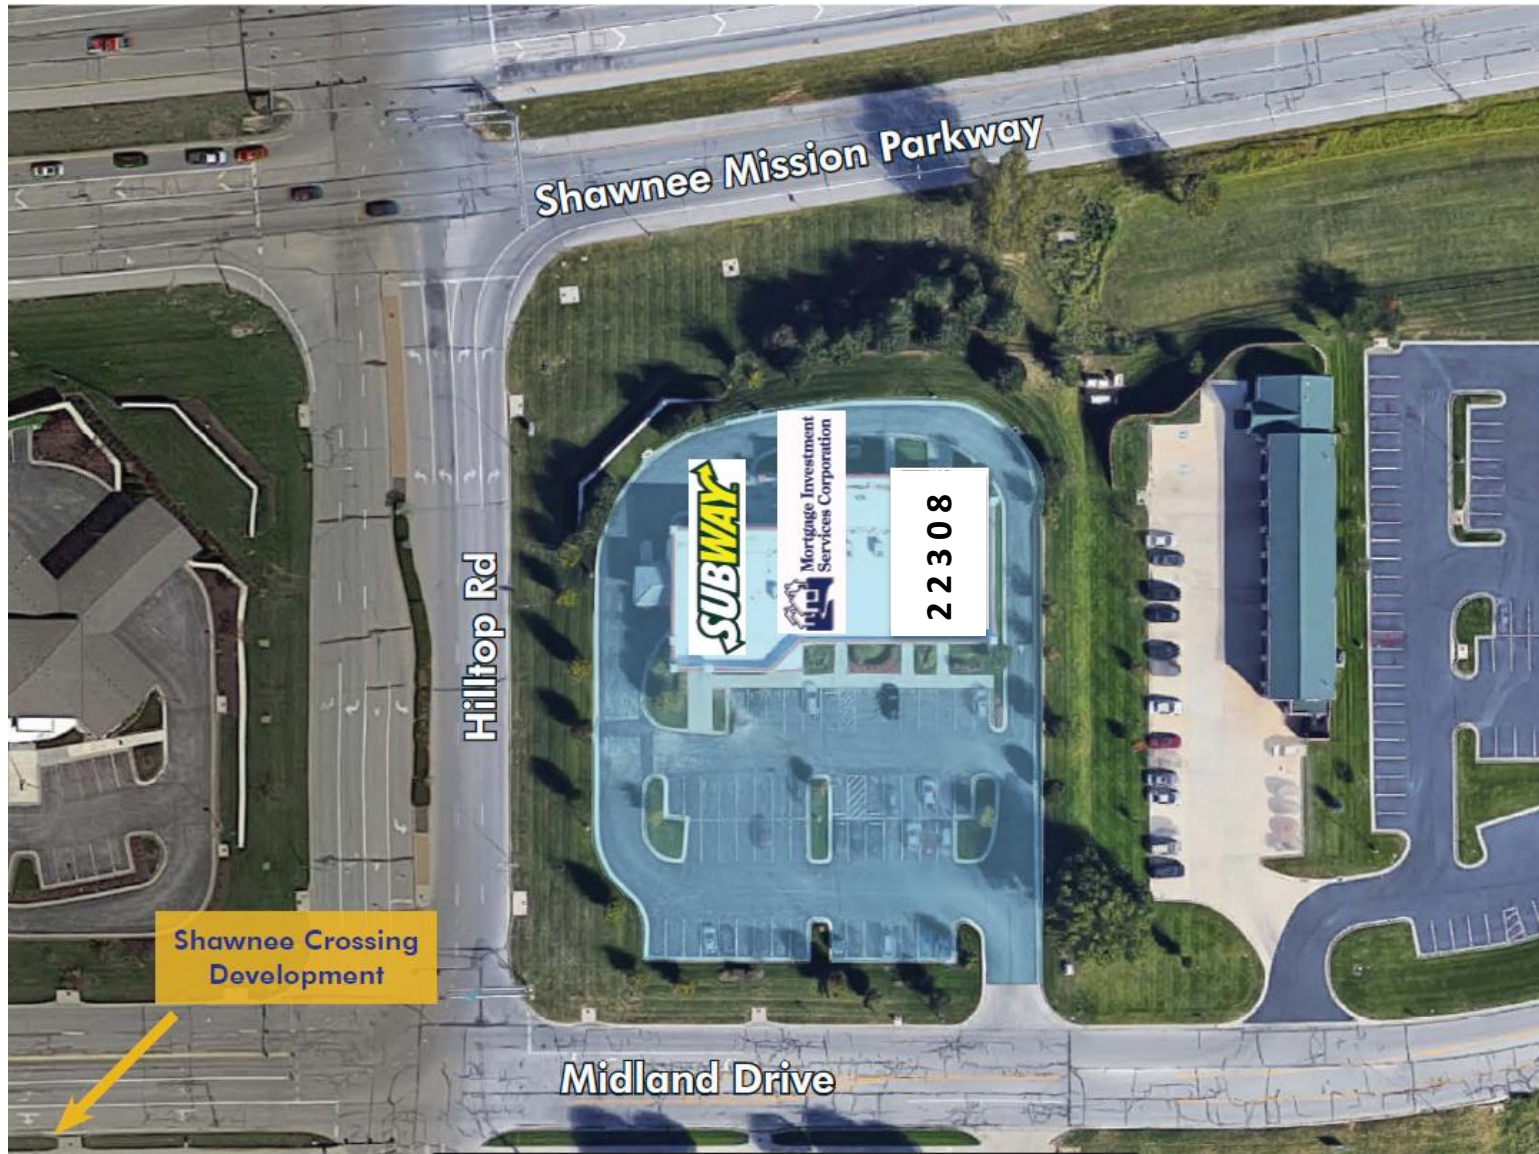 Shawnee Mission Parkway
SUBWAY
Mortgage Investment
Services Corporation
22308
Hilltop Rd
Shawnee Crossing
Development
Midland Drive